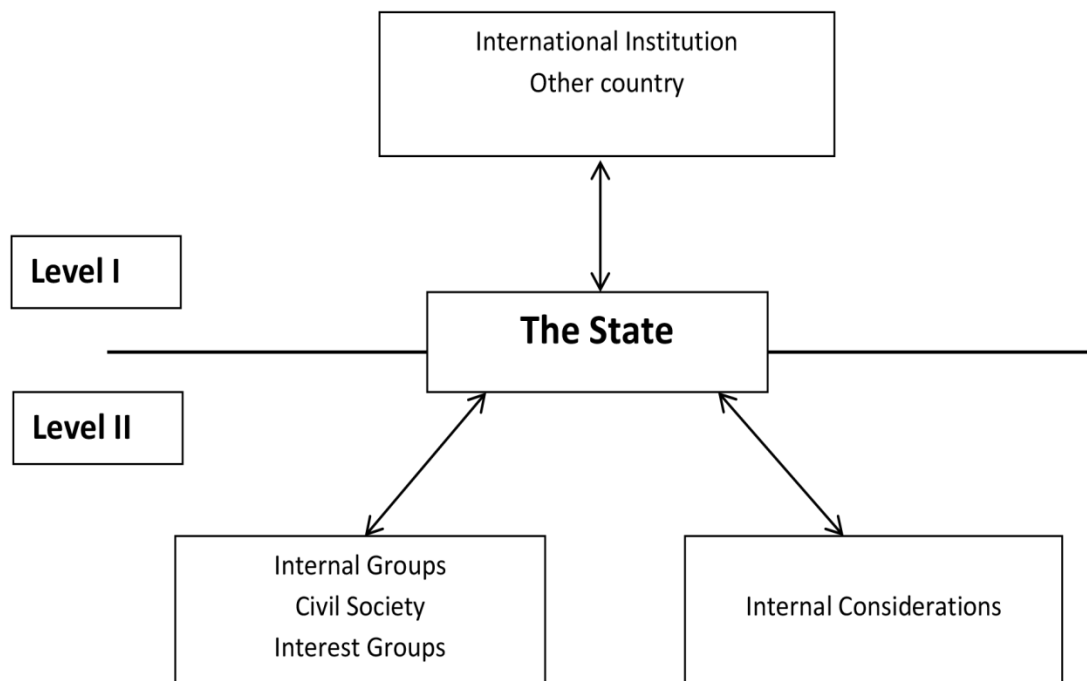 International Institution
Other country
Level I
The State
Level II
Internal Groups
Civil Society
Interest Groups
Internal Considerations